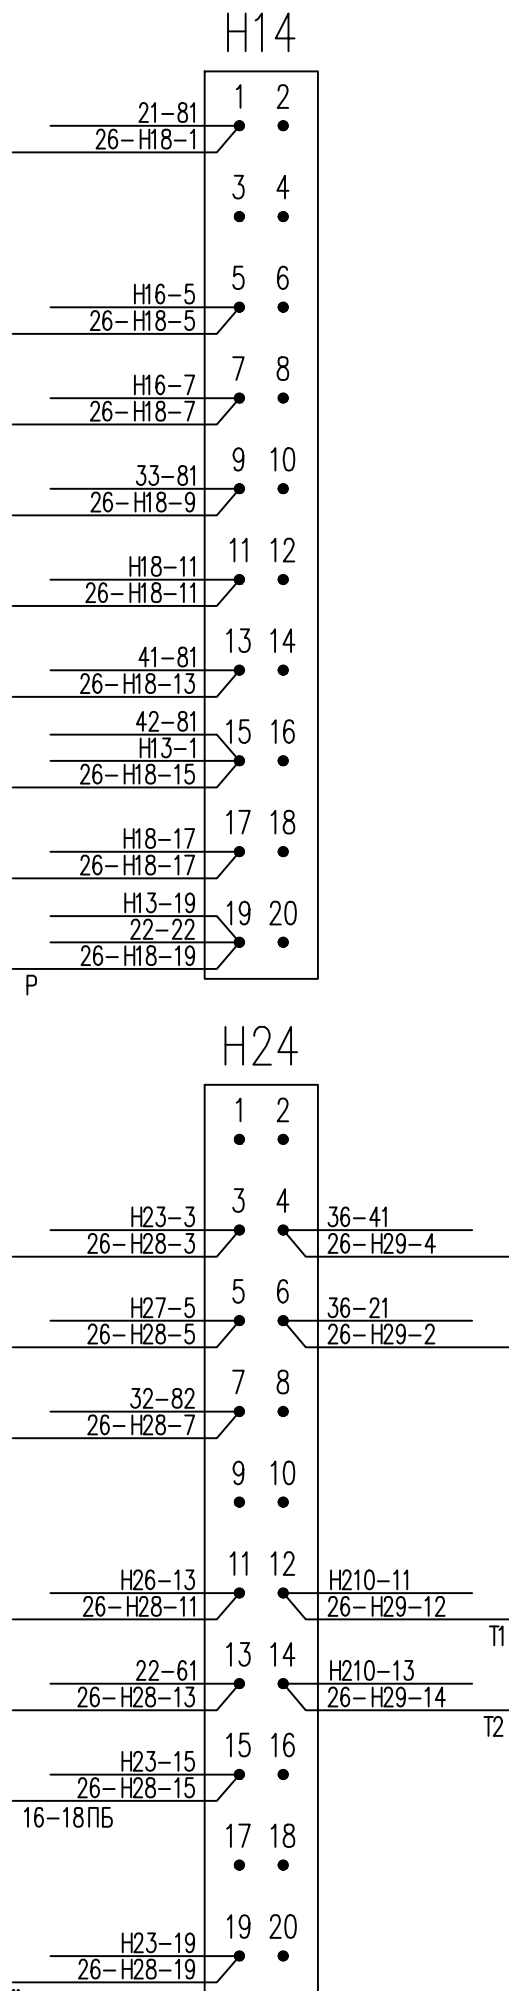 H14
1 2
21-81
26-H18-1
3 4
5 6
H16-5
26-H18-5
7 8
H16-7
26-H18-7
9 10
33-81
26-H18-9
11 12
H18-11
26-H18-11
13 14
41-81
26-H18-13
42-81
15 16
H13-1
26-H18-15
17 18
H18-17
26-H18-17
H13-19
19 20
22-22
26-H18-19
Р
H24
1 2
3 4
H23-3 36-41
26-H28-3 26-H29-4
5 6
H27-5 36-21
26-H28-5 26-H29-2
7 8
32-82
26-H28-7
9 10
11 12
H26-13 H210-11
26-H28-11 26-H29-12
Т1
13 14
22-61 H210-13
26-H28-13 26-H29-14
Т2
15 16
H23-15
26-H28-15
16-18ПБ
17 18
19 20
H23-19
26-H28-19